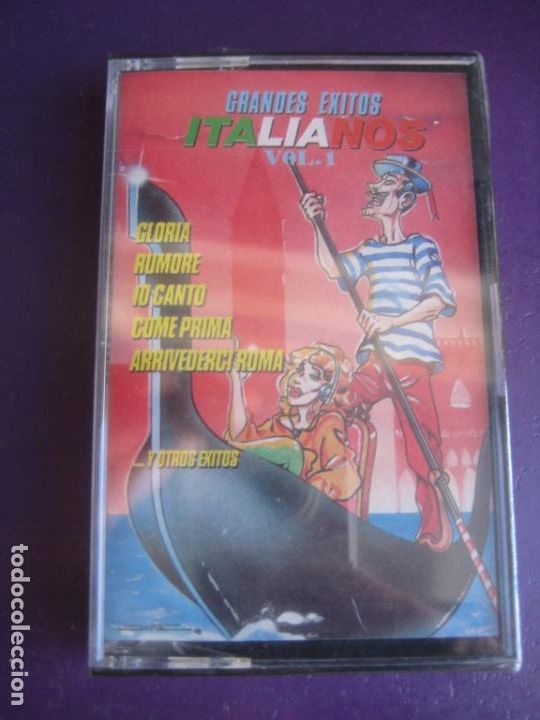 GRANDES EXITOS
ITALIANOS
VOL.1
GLORIA
RUMORE
IO CANTO
COME PRIMA
ARRIVEDERCI ROMA
....Y OTROS EXITOS
todocoleccion